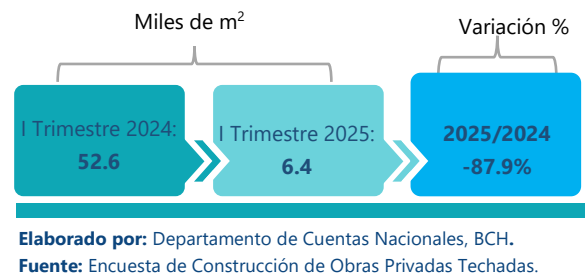 Miles de m²
Variación %
I Trimestre 2024:
52.6
I Trimestre 2025:
6.4
2025/2024
-87.9%
Elaborado por: Departamento de Cuentas Nacionales, BCH.
Fuente: Encuesta de Construcción de Obras Privadas Techadas.